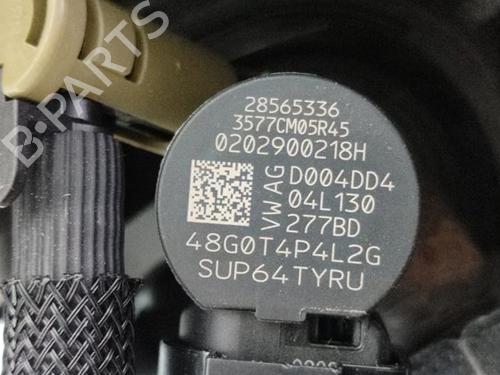 B-PARTS
28565336
3577CM05R45
0202900218H
VW AG
D004DD4
04L130
277BD
48G0T4P4L2G
SUP64TYRU